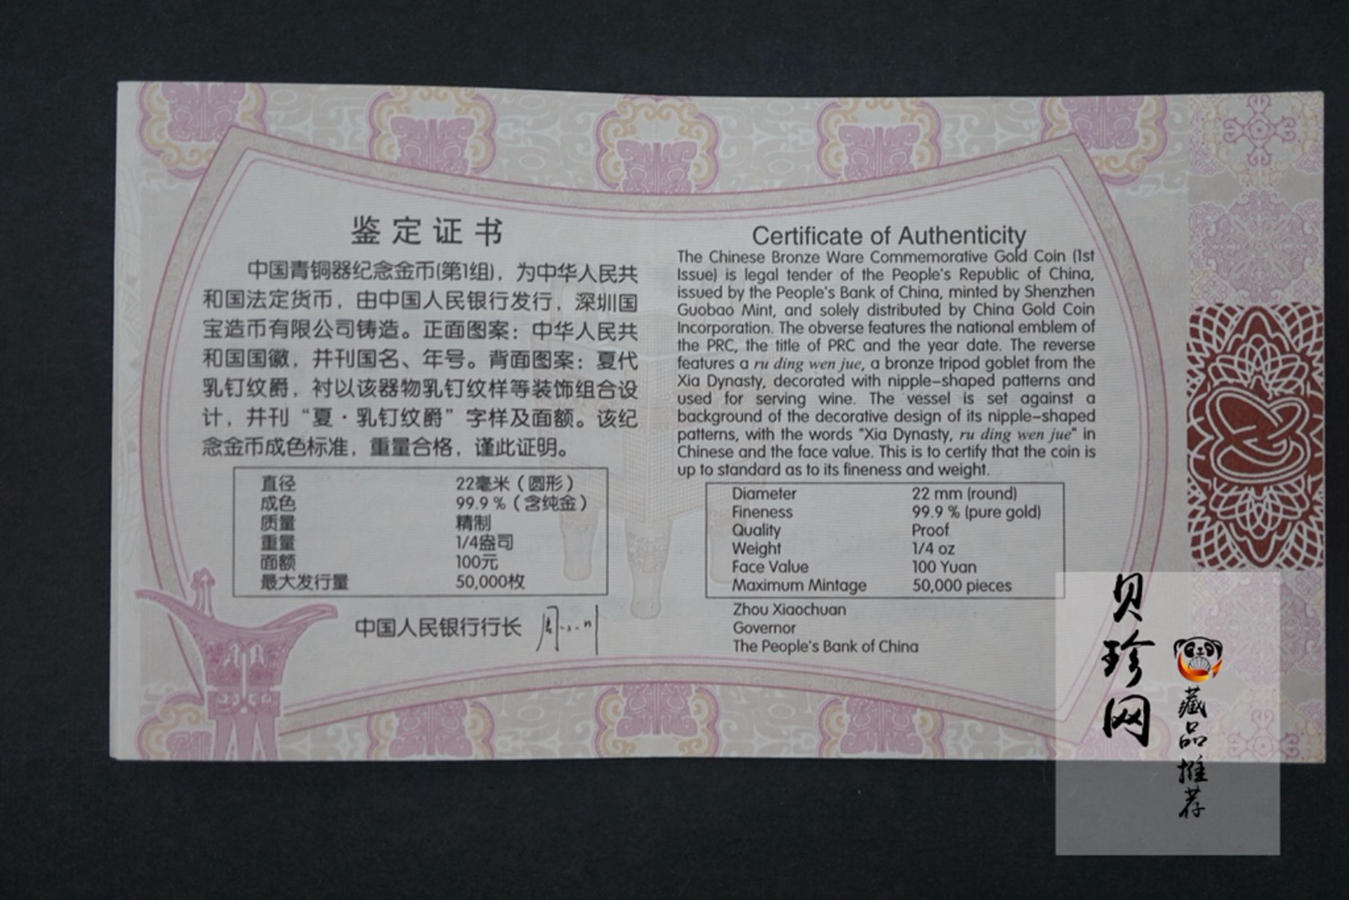 鉴定证书
中国青铜器纪念金币(第1组)，为中华人民共
和国法定货币，由中国人民银行发行，深圳国
宝造币有限公司铸造。正面图案：中华人民共
和国国徽，并刊国名、年号。背面图案：夏代
乳钉纹爵，衬以该器物乳钉纹样等装饰组合设
计，并刊“夏·乳钉纹爵”字样及面额。该纪
念金币成色标准，重量合格，谨此证明。
直径 22毫米（圆形）
成色 99.9％（含纯金）
质量 精制
重量 1/4盎司
面额 100元
最大发行量 50,000枚
中国人民银行行长
Certificate of Authenticity
The Chinese Bronze Ware Commemorative Gold Coin (1st
Issue) is legal tender of the People's Republic of China,
issued by the People's Bank of China, minted by Shenzhen
Guobao Mint, and solely distributed by China Gold Coin
Incorporation. The obverse features the national emblem of
the PRC, the title of PRC and the year date. The reverse
features a ru ding wen jue, a bronze tripod goblet from the
Xia Dynasty, decorated with nipple-shaped patterns and
used for serving wine. The vessel is set against a
background of the decorative design of its nipple-shaped
patterns, with the words "Xia Dynasty, ru ding wen jue" in
Chinese and the face value. This is to certify that the coin is
up to standard as to its fineness and weight.
Diameter 22 mm (round)
Fineness 99.9 % (pure gold)
Quality Proof
Weight 1/4 oz
Face Value 100 Yuan
Maximum Mintage 50,000 pieces
Zhou Xiaochuan
Governor
The People's Bank of China
贝珍网
藏品推荐